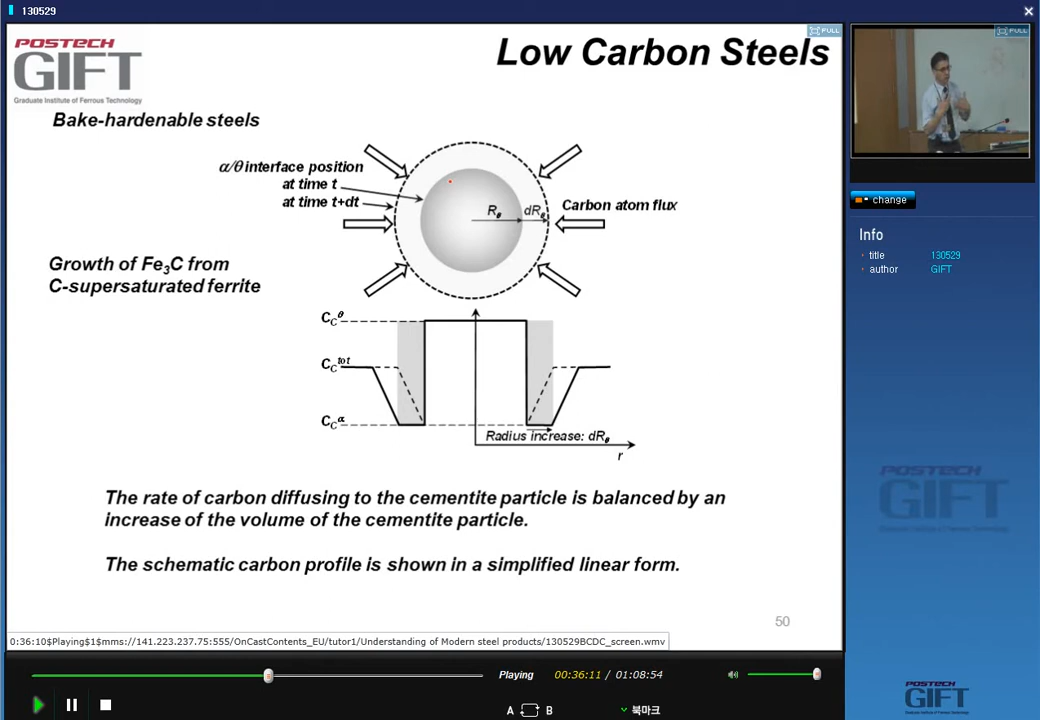 130529
POSTECH
GIFT
Graduate Institute of Ferrous Technology
FULL
Low Carbon Steels
FULL
Bake-hardenable steels
α/θ interface position
at time t
at time t+dt
Rθ
dRθ
Carbon atom flux
Growth of Fe3C from
C-supersaturated ferrite
CCθ
CCtot
CCα
Radius increase: dRθ
r
The rate of carbon diffusing to the cementite particle is balanced by an
increase of the volume of the cementite particle.
The schematic carbon profile is shown in a simplified linear form.
50
change
Info
title 130529
author GIFT
POSTECH
GIFT
0:36:10$Playing$1$mms://141.223.237.75:555/OnCastContents_EU/tutor1/Understanding of Modern steel products/130529BCDC_screen.wmv
Playing 00:36:11 / 01:08:54
A B
북마크
POSTECH
GIFT